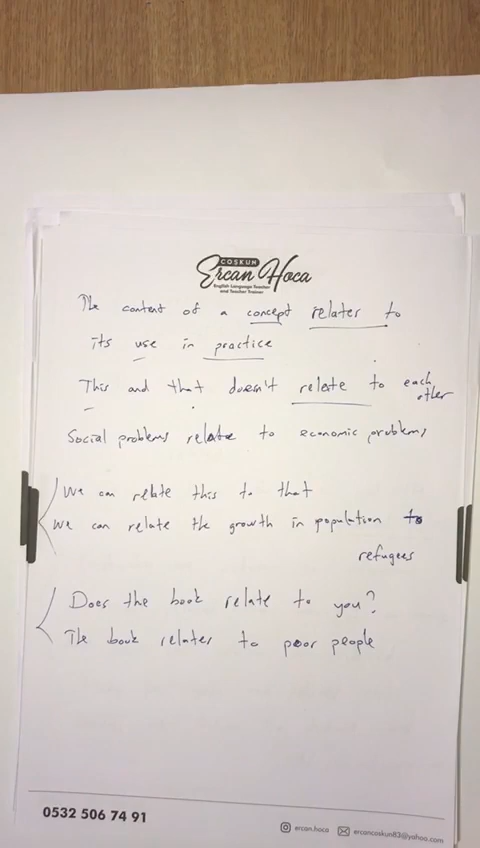 COSKUN
Ercan Hoca
English Language Teacher
and Teacher Trainer
The content of a concept relates to
its use in practice
This and that doesn't relate to each
other
Social problems relate to economic problems
We can relate this to that
We can relate the growth in population to
refugees
Does the book relate to you?
The book relates to poor people
0532 506 74 91
ercan.hoca
ercancoskun83@yahoo.com